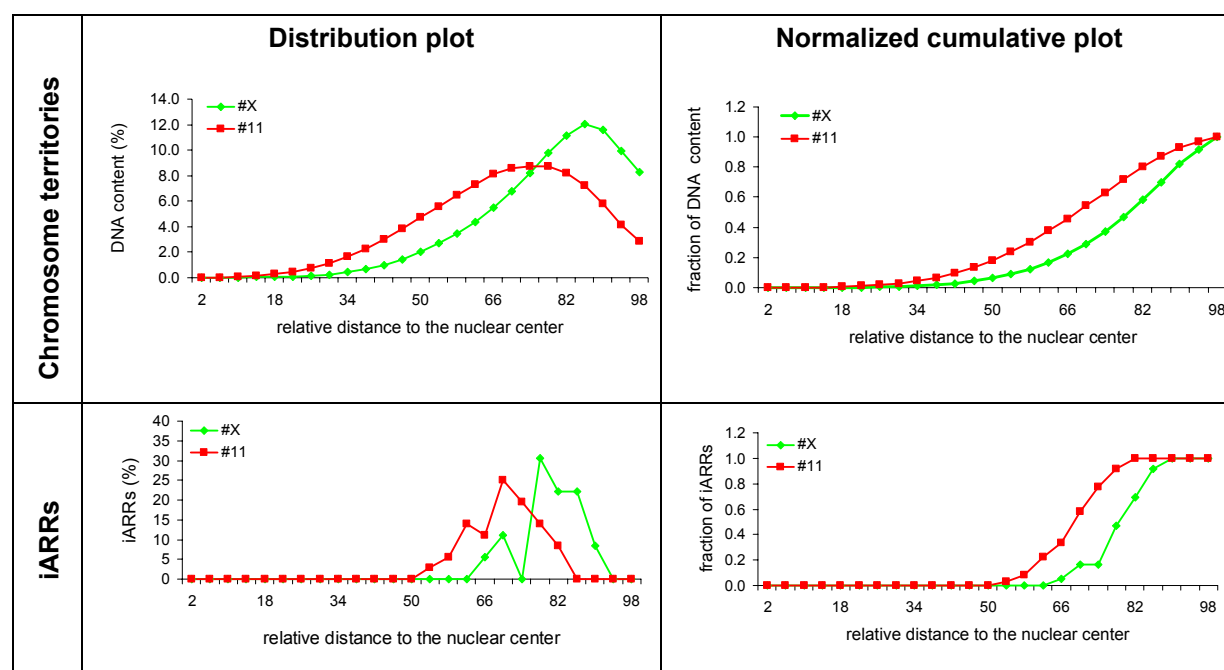 Distribution plot
Normalized cumulative plot
Chromosome territories
14.0
12.0
10.0
8.0
6.0
4.0
2.0
0.0
DNA content (%)
#X
#11
2 18 34 50 66 82 98
relative distance to the nuclear center
1.2
1.0
0.8
0.6
0.4
0.2
0.0
fraction of DNA content
#X
#11
2 18 34 50 66 82 98
relative distance to the nuclear center
iARRs
40
35
30
25
20
15
10
5
0
iARRs (%)
#X
#11
2 18 34 50 66 82 98
relative distance to the nuclear center
1.2
1.0
0.8
0.6
0.4
0.2
0.0
fraction of iARRs
#X
#11
2 18 34 50 66 82 98
relative distance to the nuclear center